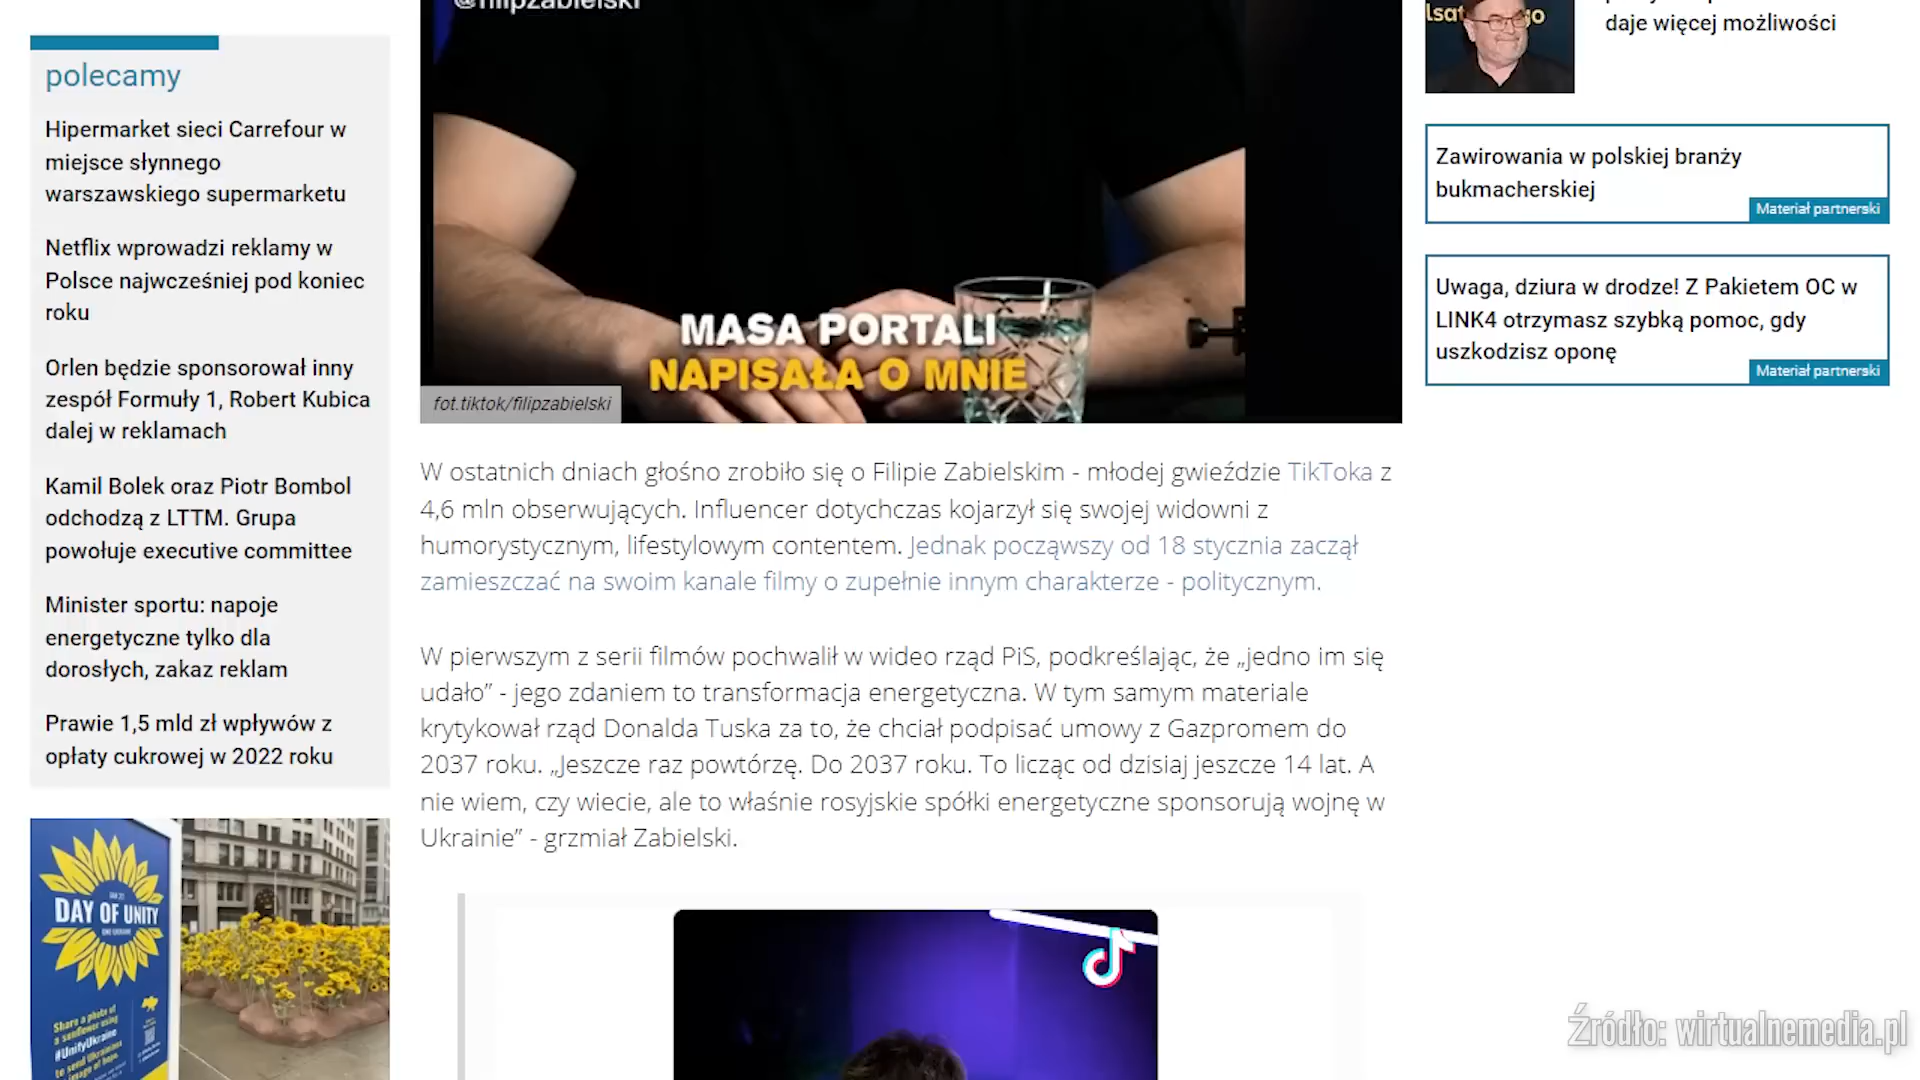 @filipzabielski
polecamy
Hipermarket sieci Carrefour w
miejsce słynnego
warszawskiego supermarketu
Netflix wprowadzi reklamy w
Polsce najwcześniej pod koniec
roku
Orlen będzie sponsorował inny
zespół Formuły 1, Robert Kubica
dalej w reklamach
Kamil Bolek oraz Piotr Bombol
odchodzą z LTTM. Grupa
powołuje executive committee
Minister sportu: napoje
energetyczne tylko dla
dorosłych, zakaz reklam
Prawie 1,5 mld zł wpływów z
opłaty cukrowej w 2022 roku
DAY OF UNITY
Share a photo of
a sunflower using
#UnifyUkraine
to send Ukrainians
MASA PORTALI
NAPISAŁA O MNIE
fot.tiktok/filipzabielski
W ostatnich dniach głośno zrobiło się o Filipie Zabielskim - młodej gwieździe TikToka z
4,6 mln obserwujących. Influencer dotychczas kojarzył się swojej widowni z
humorystycznym, lifestylowym contentem. Jednak począwszy od 18 stycznia zaczął
zamieszczać na swoim kanale filmy o zupełnie innym charakterze - politycznym.
W pierwszym z serii filmów pochwalił w wideo rząd PiS, podkreślając, że „jedno im się
udało” - jego zdaniem to transformacja energetyczna. W tym samym materiale
krytykował rząd Donalda Tuska za to, że chciał podpisać umowy z Gazpromem do
2037 roku. „Jeszcze raz powtórzę. Do 2037 roku. To licząc od dzisiaj jeszcze 14 lat. A
nie wiem, czy wiecie, ale to właśnie rosyjskie spółki energetyczne sponsorują wojnę w
Ukrainie” - grzmiał Zabielski.
daje więcej możliwości
Zawirowania w polskiej branży
bukmacherskiej
Materiał partnerski
Uwaga, dziura w drodze! Z Pakietem OC w
LINK4 otrzymasz szybką pomoc, gdy
uszkodzisz oponę
Materiał partnerski
Źródło: wirtualnemedia.pl